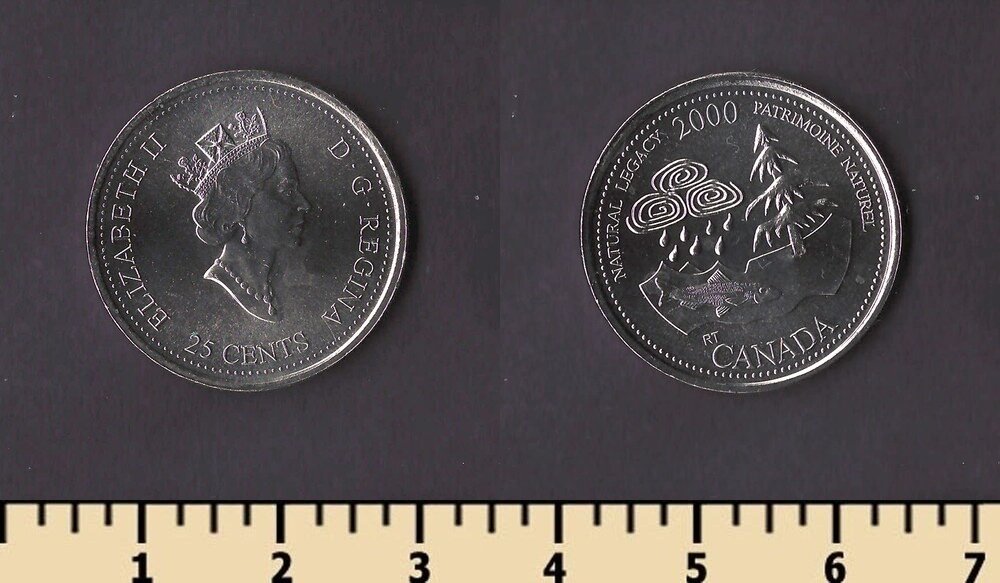 ELIZABETH II
D · G · REGINA
25 CENTS
2000
NATURAL LEGACY
PATRIMOINE NATUREL
RT
CANADA
1 2 3 4 5 6 7